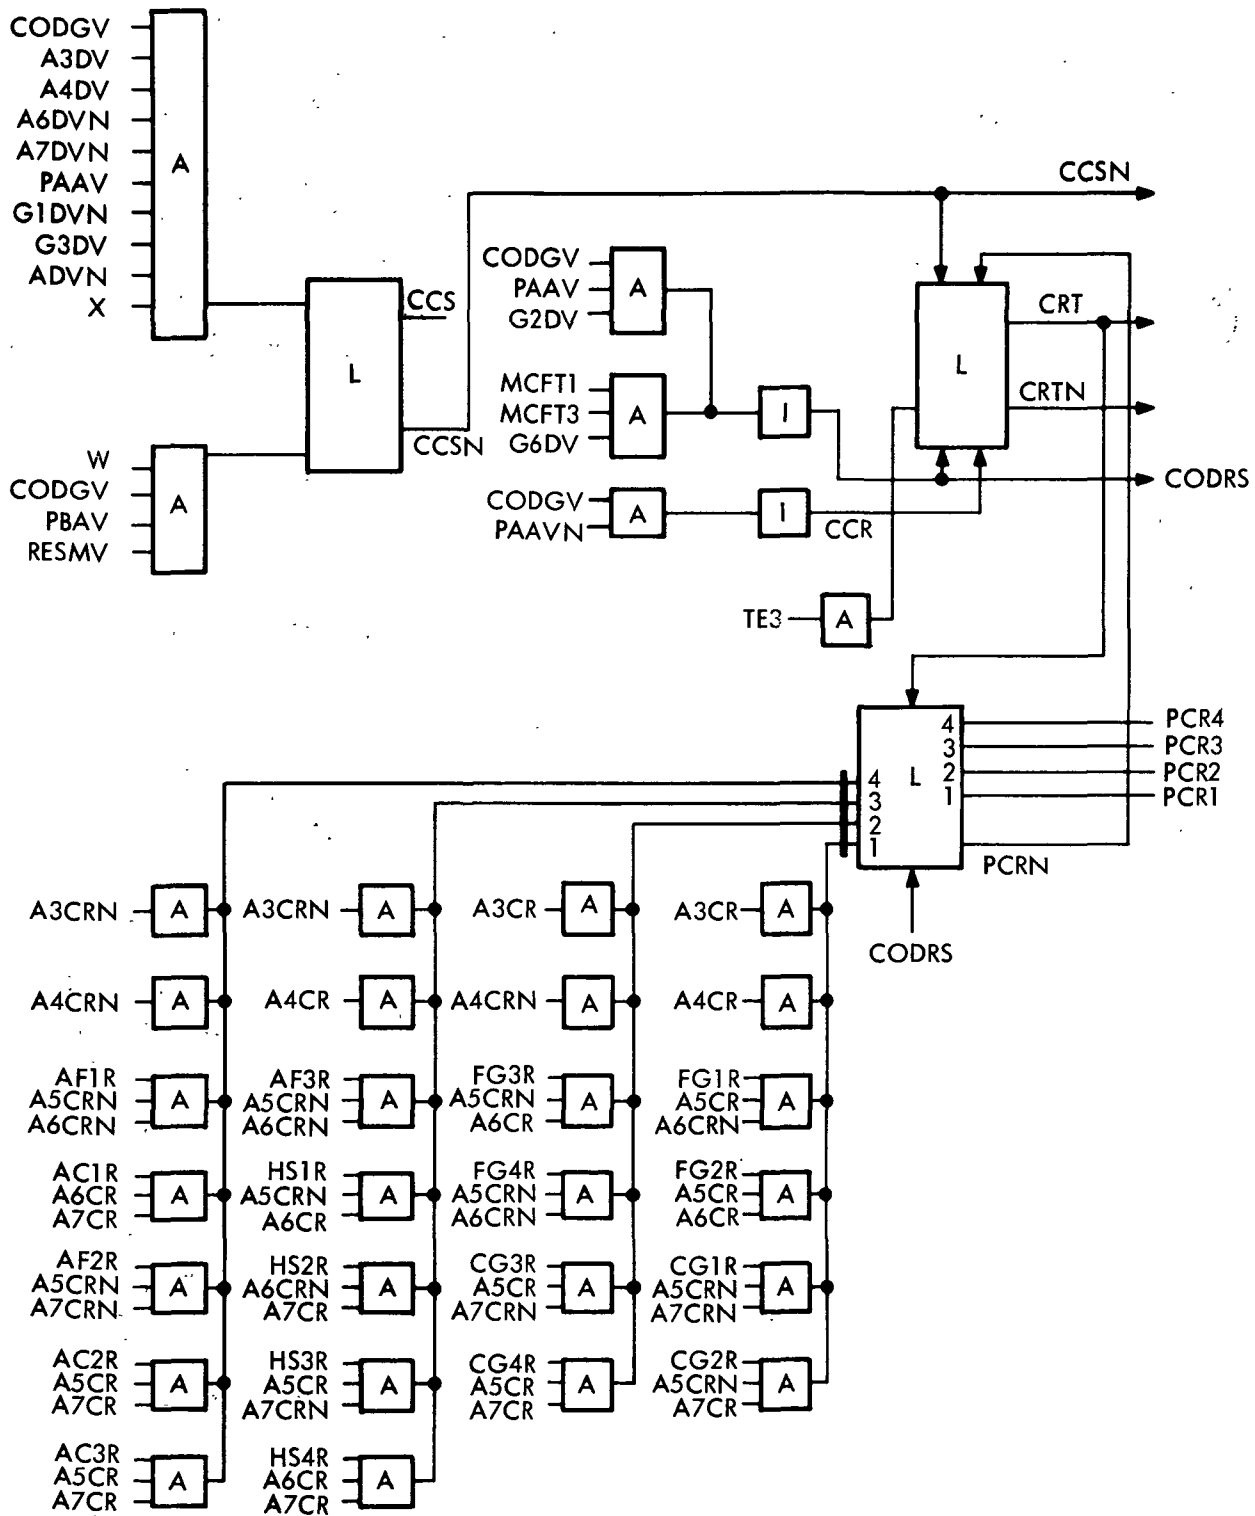 CODGV
A3DV
A4DV
A6DVN
A7DVN
PAAV
G1DVN
G3DV
ADVN
X
A
W
CODGV
PBAV
RESMV
A
L
CCS
CCSN
CODGV
PAAV
G2DV
A
MCFT1
MCFT3
G6DV
A
I
CODGV
PAAVN
A
I
CCR
TE3
A
L
CCSN
CRT
CRTN
CODRS
4
3
2
1
L
4
3
2
1
PCR4
PCR3
PCR2
PCR1
PCRN
CODRS
A3CRN
A
A3CRN
A
A3CR
A
A3CR
A
A4CRN
A
A4CR
A
A4CRN
A
A4CR
A
AF1R
A5CRN
A6CRN
A
AF3R
A5CRN
A6CRN
A
FG3R
A5CRN
A6CR
A
FG1R
A5CR
A6CRN
A
AC1R
A6CR
A7CR
A
HS1R
A5CRN
A6CR
A
FG4R
A5CRN
A6CRN
A
FG2R
A5CR
A6CR
A
AF2R
A5CRN
A7CRN
A
HS2R
A6CRN
A7CR
A
CG3R
A5CR
A7CRN
A
CG1R
A5CRN
A7CRN
A
AC2R
A5CR
A7CR
A
HS3R
A5CR
A7CRN
A
CG4R
A5CR
A7CR
A
CG2R
A5CRN
A7CR
A
AC3R
A5CR
A7CR
A
HS4R
A6CR
A7CR
A